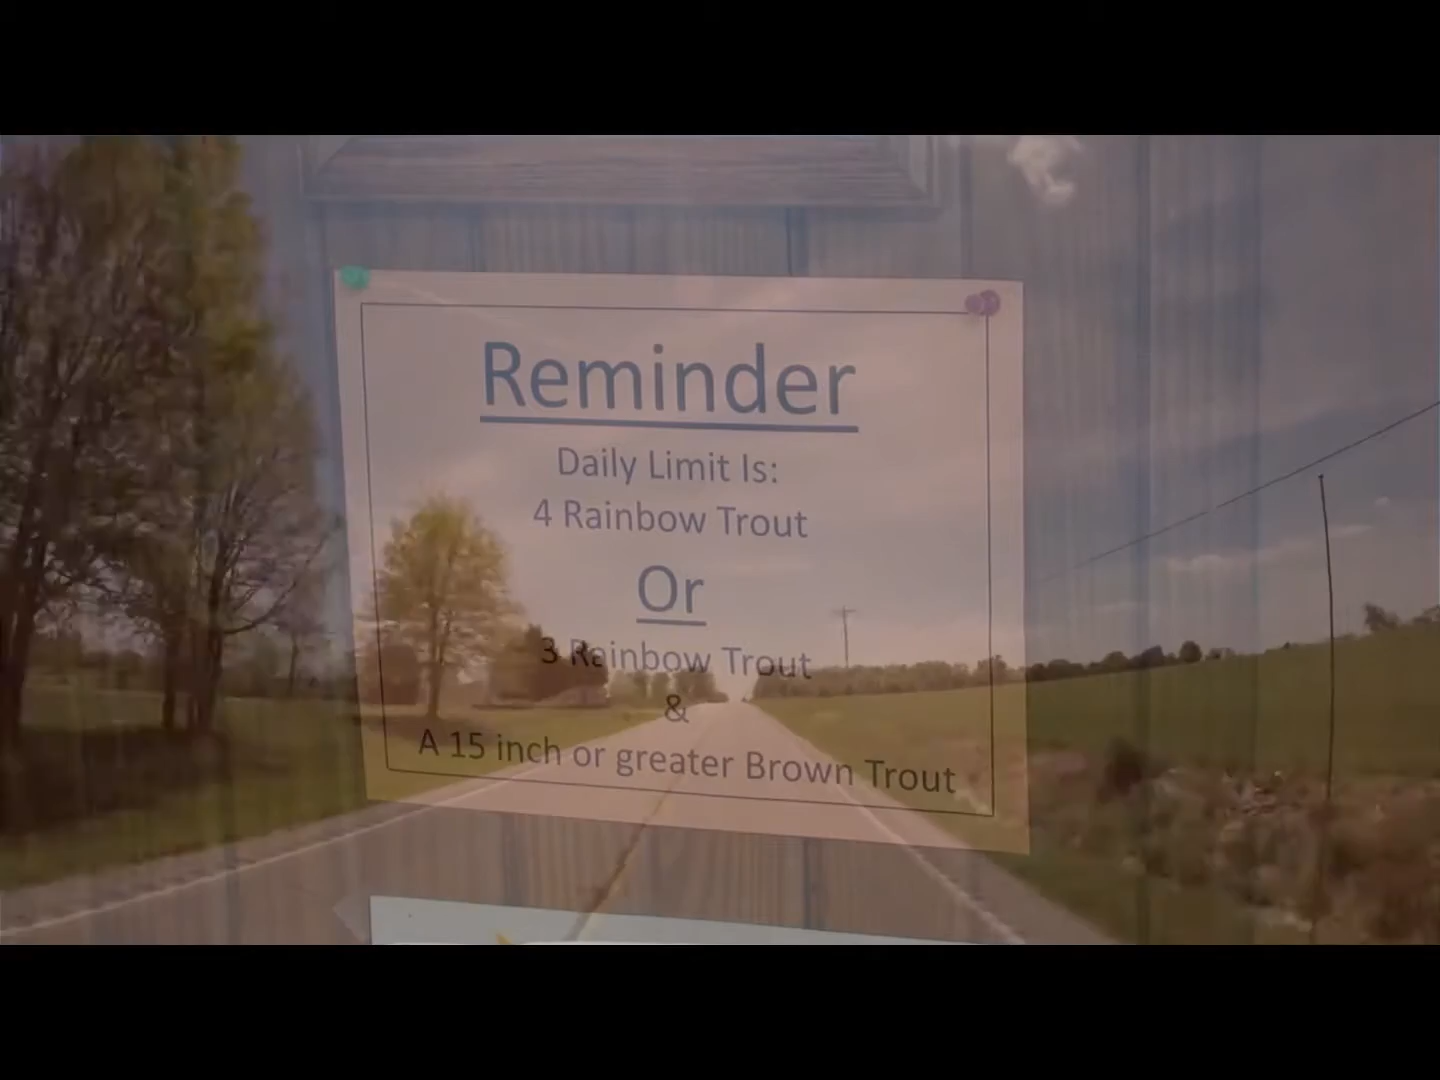 Reminder
Daily Limit Is:
4 Rainbow Trout
Or
3 Rainbow Trout
&
A 15 inch or greater Brown Trout